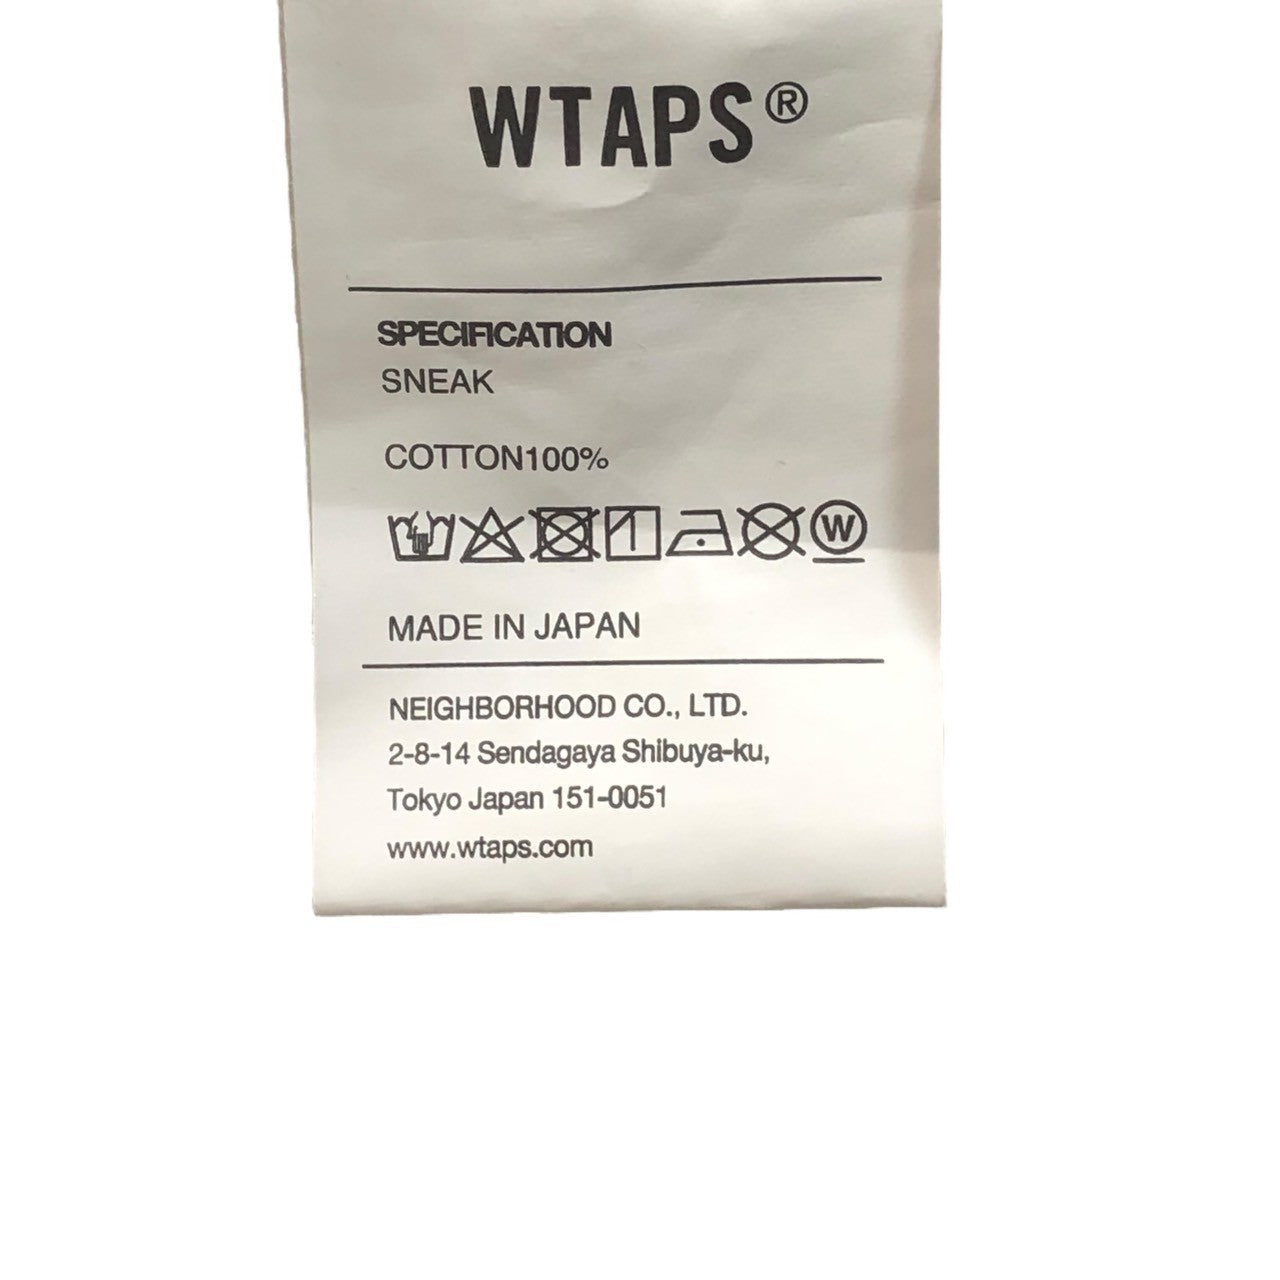 WTAPS®
SPECIFICATION
SNEAK
COTTON100%
W
MADE IN JAPAN
NEIGHBORHOOD CO., LTD.
2-8-14 Sendagaya Shibuya-ku,
Tokyo Japan 151-0051
www.wtaps.com